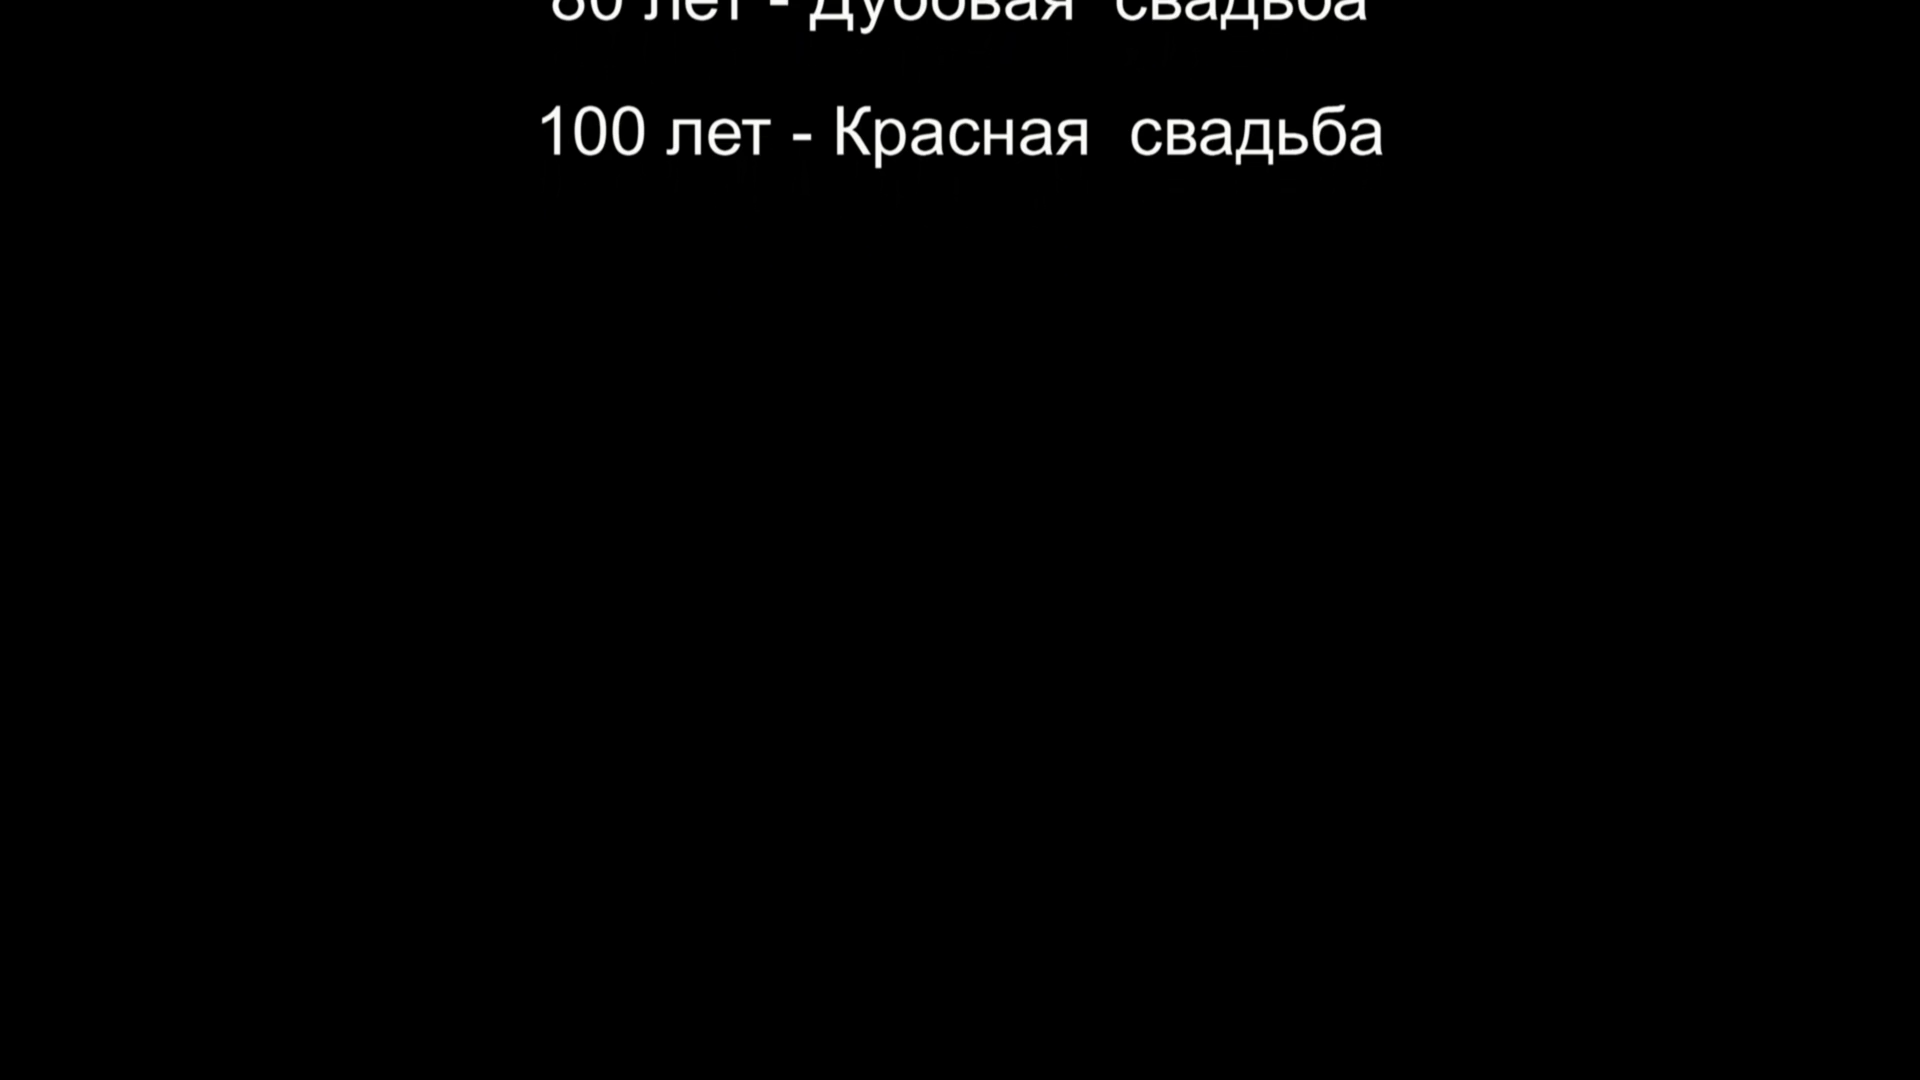 80 лет - Дубовая свадьба
100 лет - Красная свадьба